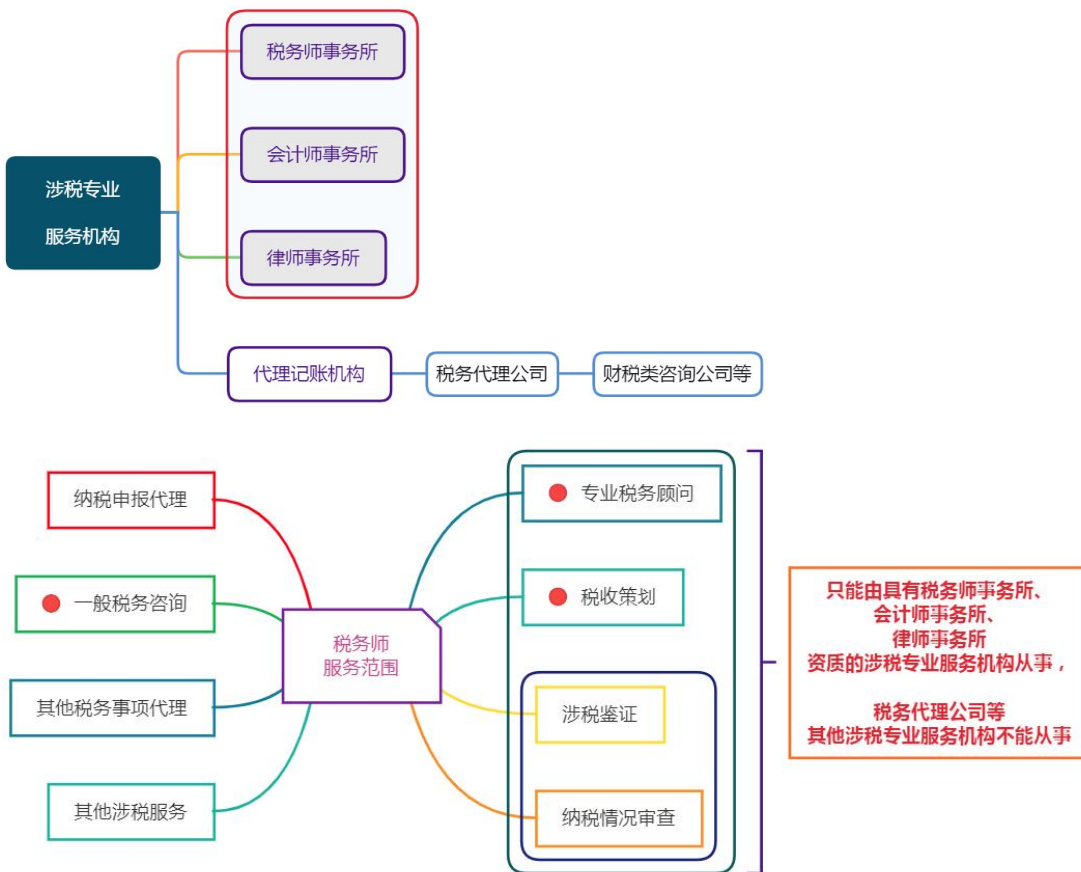 税务师事务所
会计师事务所
涉税专业
服务机构
律师事务所
代理记账机构
税务代理公司
财税类咨询公司等
纳税申报代理
一般税务咨询
其他税务事项代理
其他涉税服务
税务师
服务范围
专业税务顾问
税收策划
涉税鉴证
纳税情况审查
只能由具有税务师事务所、
会计师事务所、
律师事务所
资质的涉税专业服务机构从事，
税务代理公司等
其他涉税专业服务机构不能从事